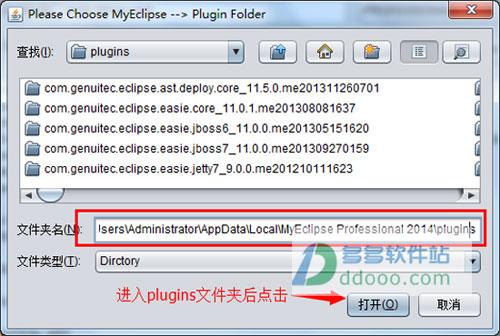 Please Choose MyEclipse --> Plugin Folder
查找(I): plugins
com.genuitec.eclipse.ast.deploy.core_11.5.0.me201311260701
com.genuitec.eclipse.easie.core_11.0.1.me201308081637
com.genuitec.eclipse.easie.jboss6_11.0.0.me201305151620
com.genuitec.eclipse.easie.jboss7_11.0.0.me201309270159
com.genuitec.eclipse.easie.jetty7_9.0.0.me201210111623
文件夹名(N): Isers\Administrator\AppData\Local\MyEclipse Professional 2014\plugins
文件类型(T): Dirctory
多多软件站
ddooo.com
进入plugins文件夹后点击
打开(O) 取消